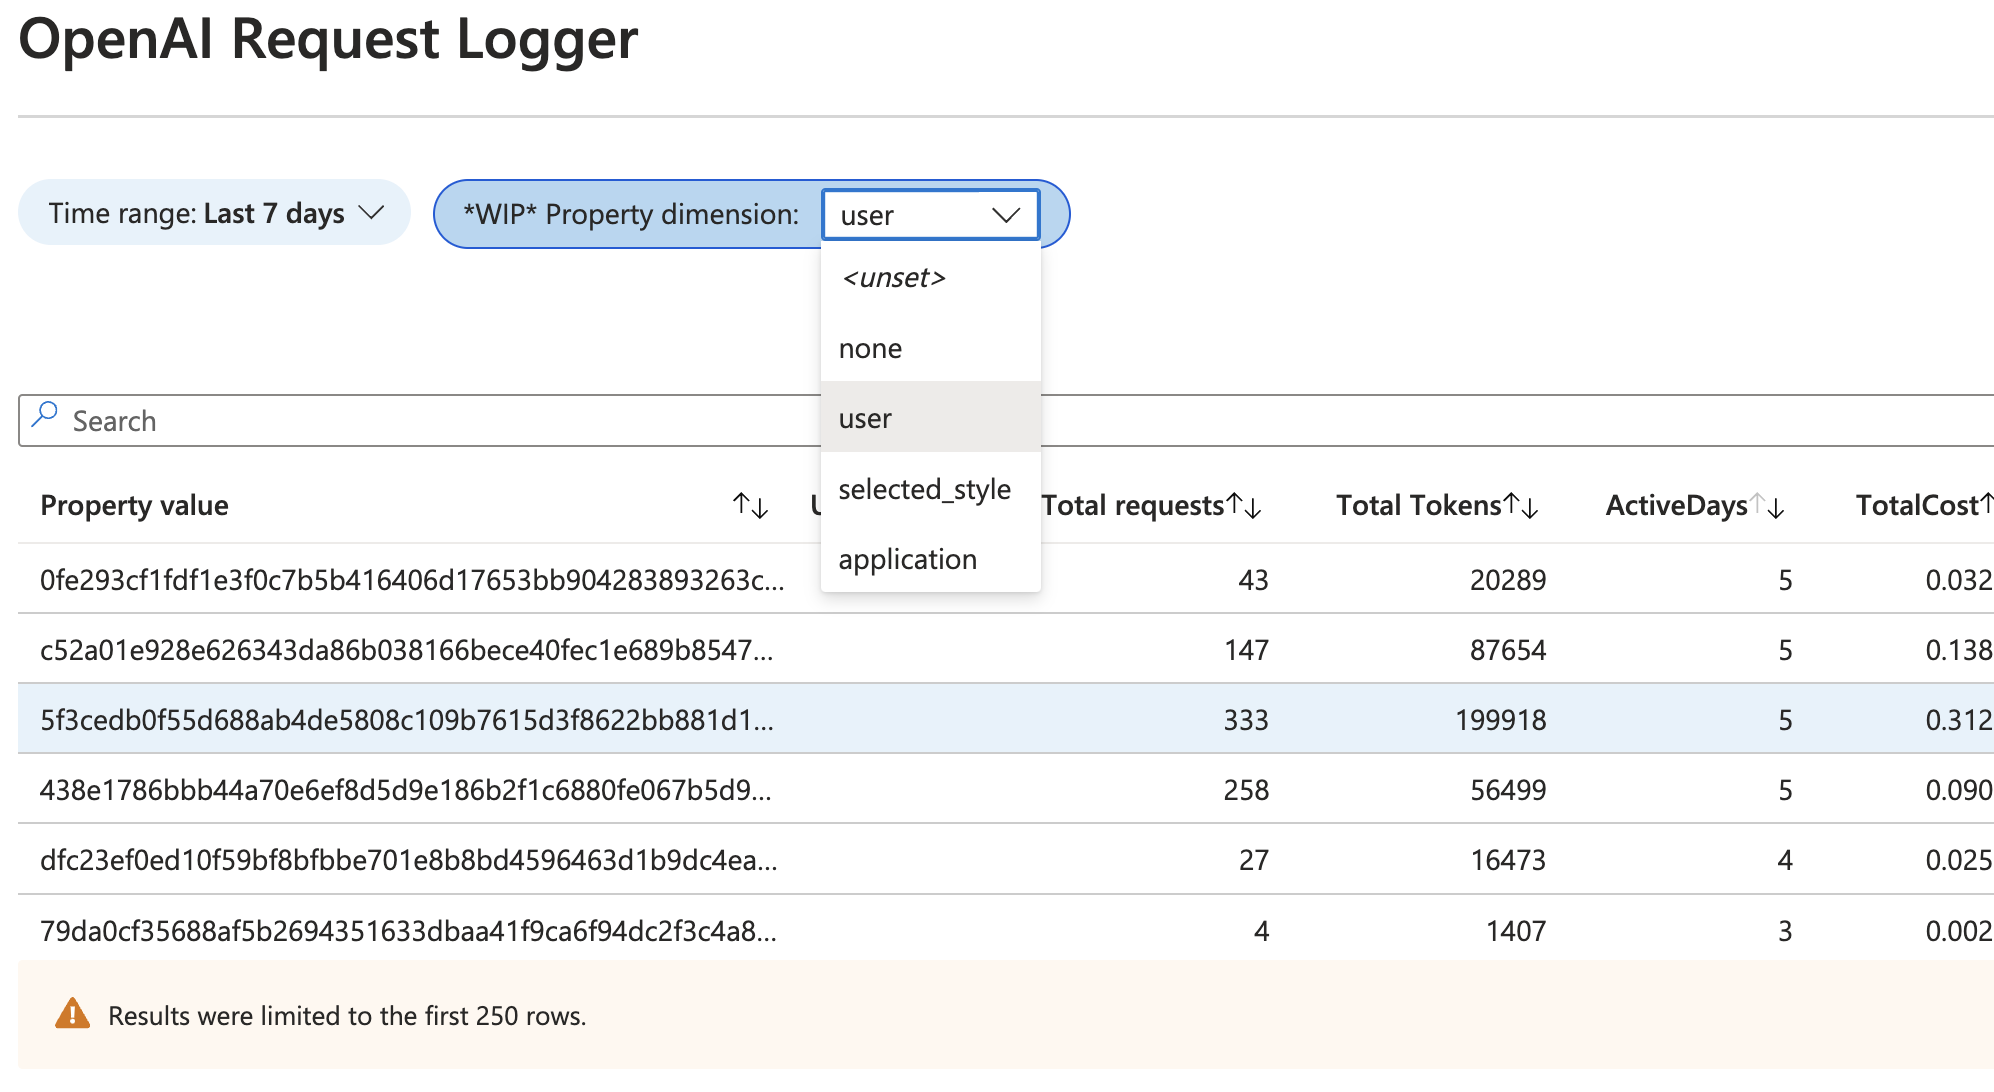 OpenAI Request Logger
Time range: Last 7 days
*WIP* Property dimension: user
<unset>
none
user
selected_style
application
Search
Property value Total requests Total Tokens ActiveDays TotalCost
0fe293cf1fdf1e3f0c7b5b416406d17653bb904283893263c... 43 20289 5 0.032
c52a01e928e626343da86b038166bece40fec1e689b8547... 147 87654 5 0.138
5f3cedb0f55d688ab4de5808c109b7615d3f8622bb881d1... 333 199918 5 0.312
438e1786bbb44a70e6ef8d5d9e186b2f1c6880fe067b5d9... 258 56499 5 0.090
dfc23ef0ed10f59bf8bfbbe701e8b8bd4596463d1b9dc4ea... 27 16473 4 0.025
79da0cf35688af5b2694351633dbaa41f9ca6f94dc2f3c4a8... 4 1407 3 0.002
Results were limited to the first 250 rows.